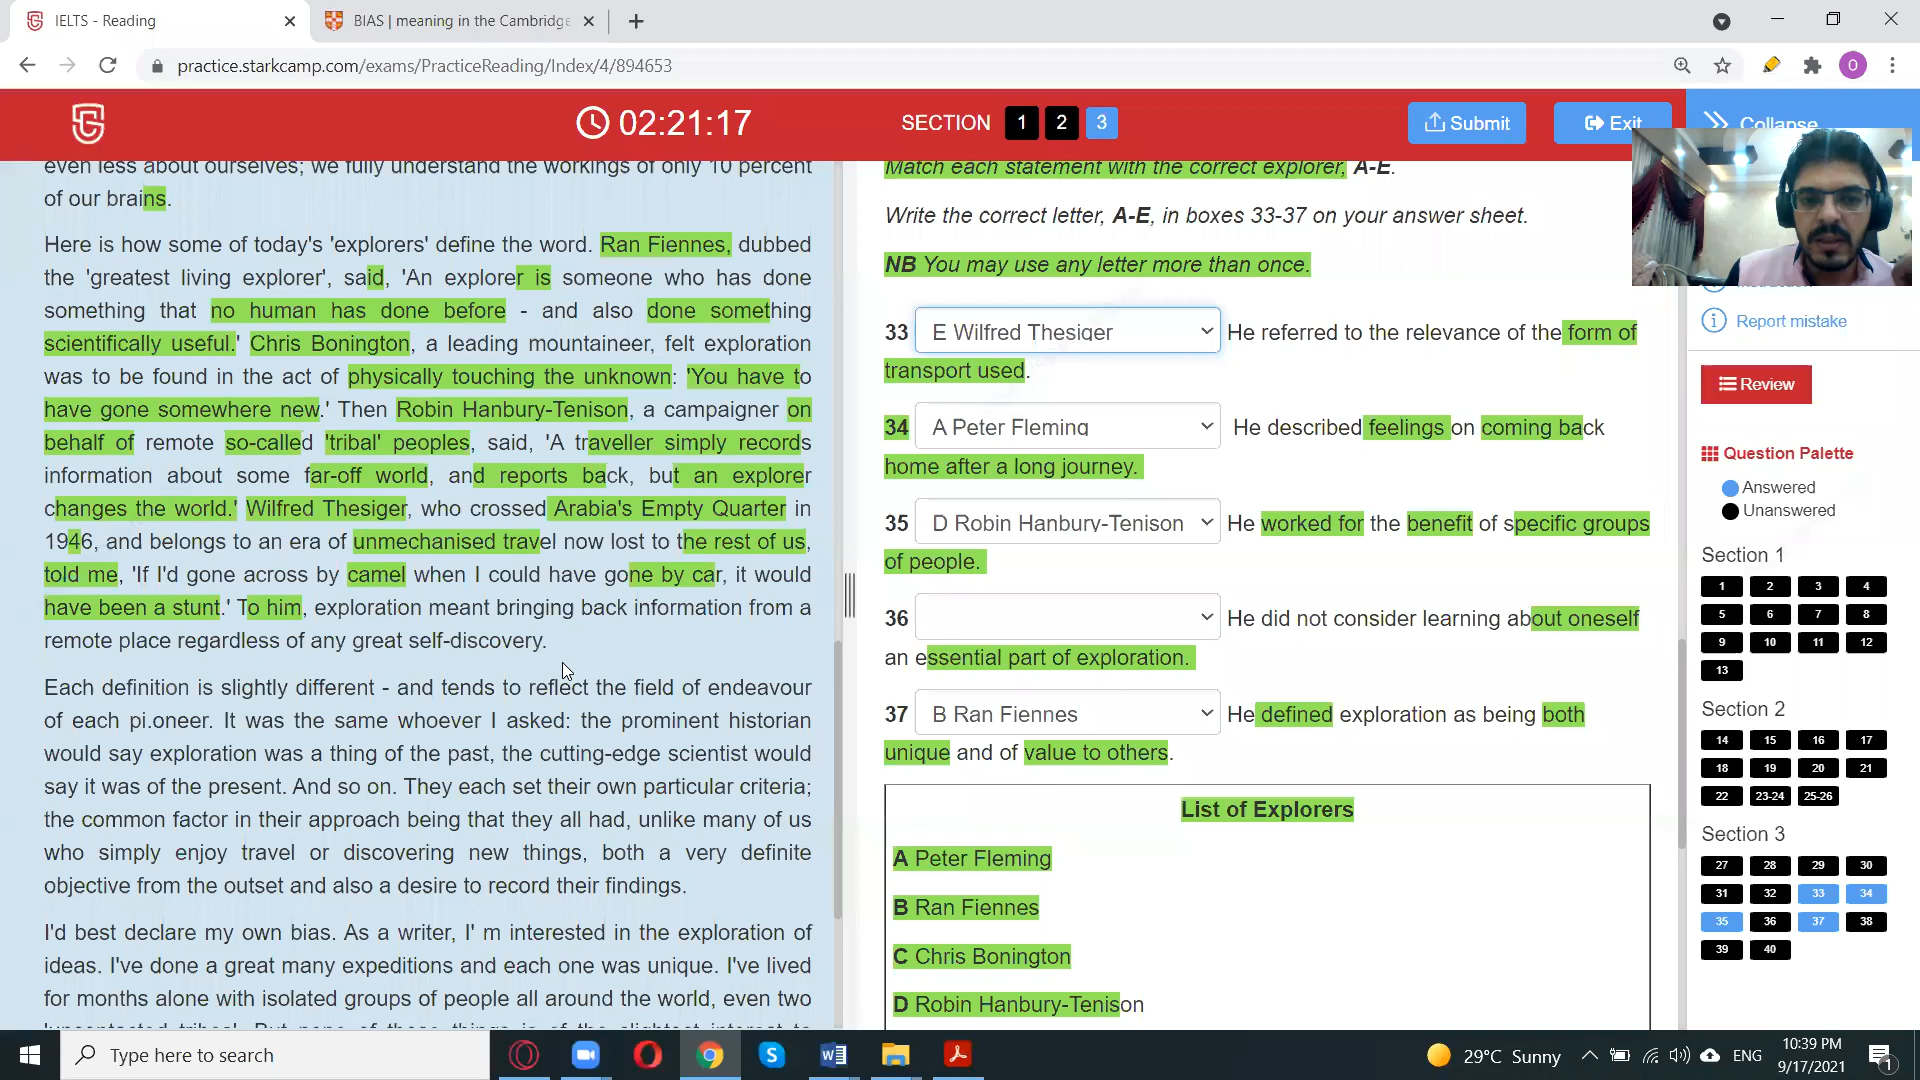 IELTS - Reading
BIAS | meaning in the Cambridge
practice.starkcamp.com/exams/PracticeReading/Index/4/894653
O
02:21:17
SECTION 1 2 3
Submit
Exit
Collapse
even less about ourselves; we fully understand the workings of only 10 percent
of our brains.
Here is how some of today's 'explorers' define the word. Ran Fiennes, dubbed
the 'greatest living explorer', said, 'An explorer is someone who has done
something that no human has done before - and also done something
scientifically useful.' Chris Bonington, a leading mountaineer, felt exploration
was to be found in the act of physically touching the unknown: 'You have to
have gone somewhere new.' Then Robin Hanbury-Tenison, a campaigner on
behalf of remote so-called 'tribal' peoples, said, 'A traveller simply records
information about some far-off world, and reports back, but an explorer
changes the world.' Wilfred Thesiger, who crossed Arabia's Empty Quarter in
1946, and belongs to an era of unmechanised travel now lost to the rest of us,
told me, 'If I'd gone across by camel when I could have gone by car, it would
have been a stunt.' To him, exploration meant bringing back information from a
remote place regardless of any great self-discovery.
Each definition is slightly different - and tends to reflect the field of endeavour
of each pi.oneer. It was the same whoever I asked: the prominent historian
would say exploration was a thing of the past, the cutting-edge scientist would
say it was of the present. And so on. They each set their own particular criteria;
the common factor in their approach being that they all had, unlike many of us
who simply enjoy travel or discovering new things, both a very definite
objective from the outset and also a desire to record their findings.
I'd best declare my own bias. As a writer, I' m interested in the exploration of
ideas. I've done a great many expeditions and each one was unique. I've lived
for months alone with isolated groups of people all around the world, even two
Match each statement with the correct explorer, A-E.
Write the correct letter, A-E, in boxes 33-37 on your answer sheet.
NB You may use any letter more than once.
33 E Wilfred Thesiger He referred to the relevance of the form of
transport used.
34 A Peter Fleming He described feelings on coming back
home after a long journey.
35 D Robin Hanbury-Tenison He worked for the benefit of specific groups
of people.
36 He did not consider learning about oneself
an essential part of exploration.
37 B Ran Fiennes He defined exploration as being both
unique and of value to others.
List of Explorers
A Peter Fleming
B Ran Fiennes
C Chris Bonington
D Robin Hanbury-Tenison
Report mistake
Review
Question Palette
Answered
Unanswered
Section 1
1 2 3 4
5 6 7 8
9 10 11 12
13
Section 2
14 15 16 17
18 19 20 21
22 23-24 25-26
Section 3
27 28 29 30
31 32 33 34
35 36 37 38
39 40
Type here to search
29°C Sunny
ENG
10:39 PM
9/17/2021
1